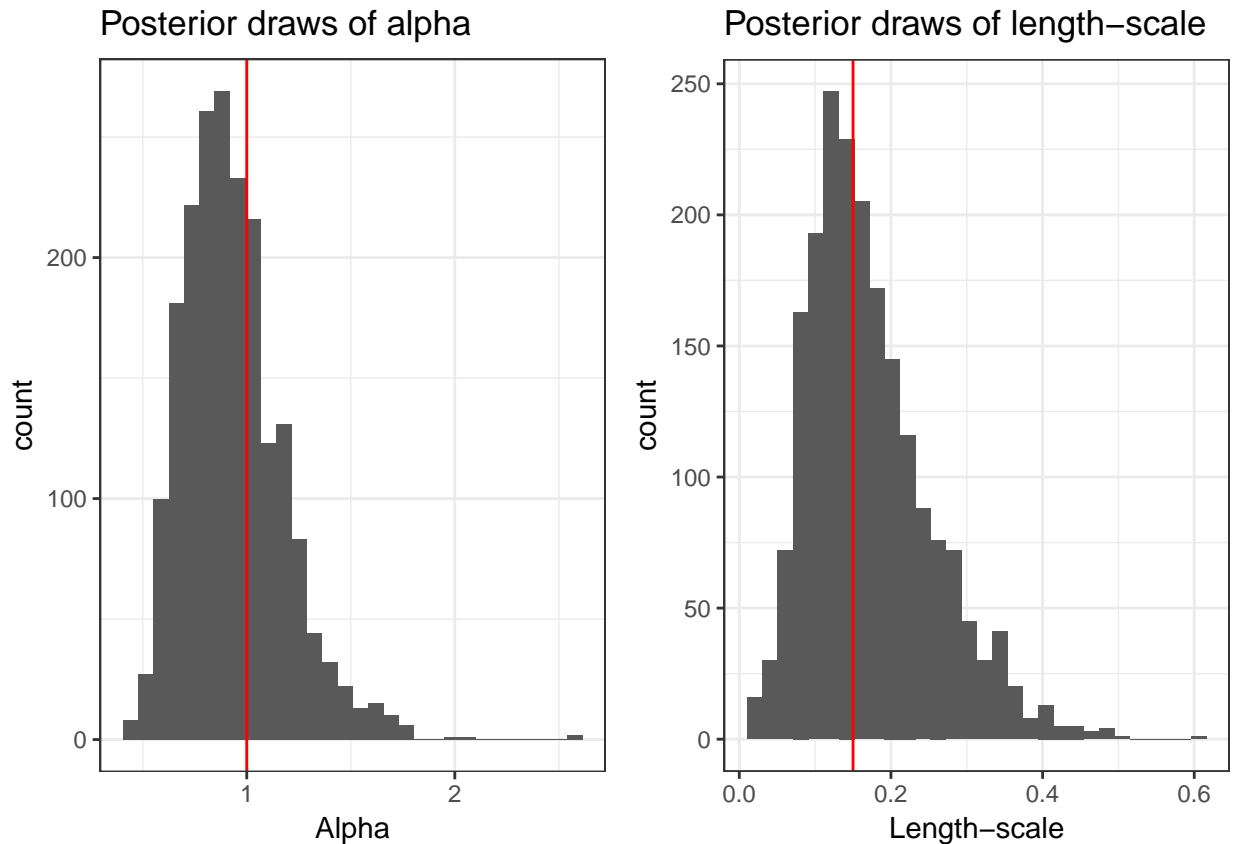 Posterior draws of alpha
count
200
100
0
1 2
Alpha
Posterior draws of length−scale
count
250
200
150
100
50
0
0.0 0.2 0.4 0.6
Length−scale